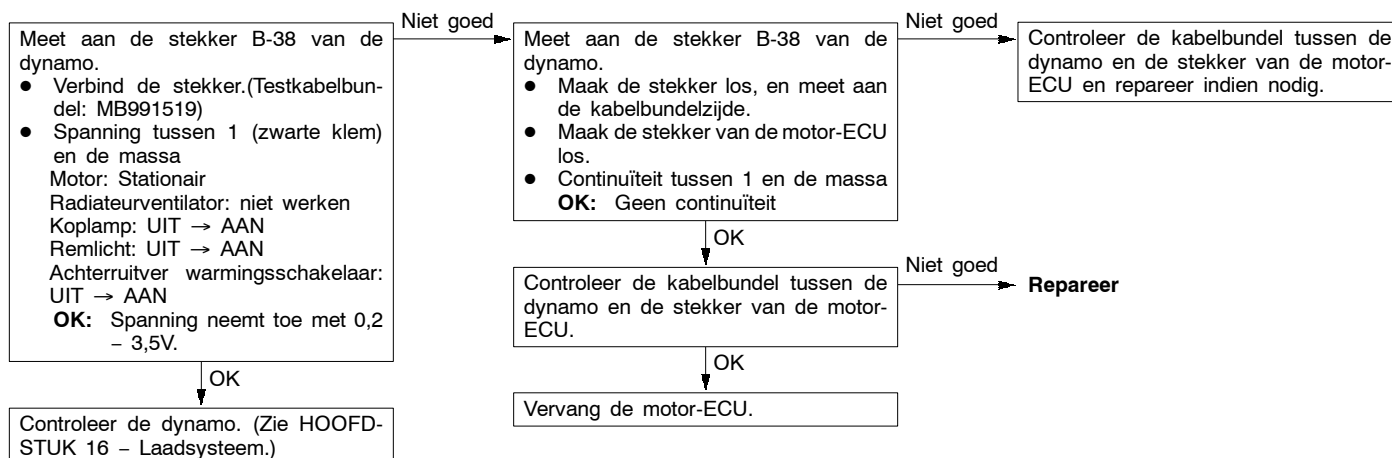 Meet aan de stekker B-38 van de
dynamo.
● Verbind de stekker.(Testkabelbun-
del: MB991519)
● Spanning tussen 1 (zwarte klem)
en de massa
Motor: Stationair
Radiateurventilator: niet werken
Koplamp: UIT → AAN
Remlicht: UIT → AAN
Achterruitver warmingsschakelaar:
UIT → AAN
OK: Spanning neemt toe met 0,2
– 3,5V.
Niet goed
OK
Controleer de dynamo. (Zie HOOFD-
STUK 16 – Laadsysteem.)
Meet aan de stekker B-38 van de
dynamo.
● Maak de stekker los, en meet aan
de kabelbundelzijde.
● Maak de stekker van de motor-ECU
los.
● Continuïteit tussen 1 en de massa
OK: Geen continuïteit
Niet goed
OK
Controleer de kabelbundel tussen de
dynamo en de stekker van de motor-
ECU en repareer indien nodig.
Controleer de kabelbundel tussen de
dynamo en de stekker van de motor-
ECU.
Niet goed
Repareer
OK
Vervang de motor-ECU.